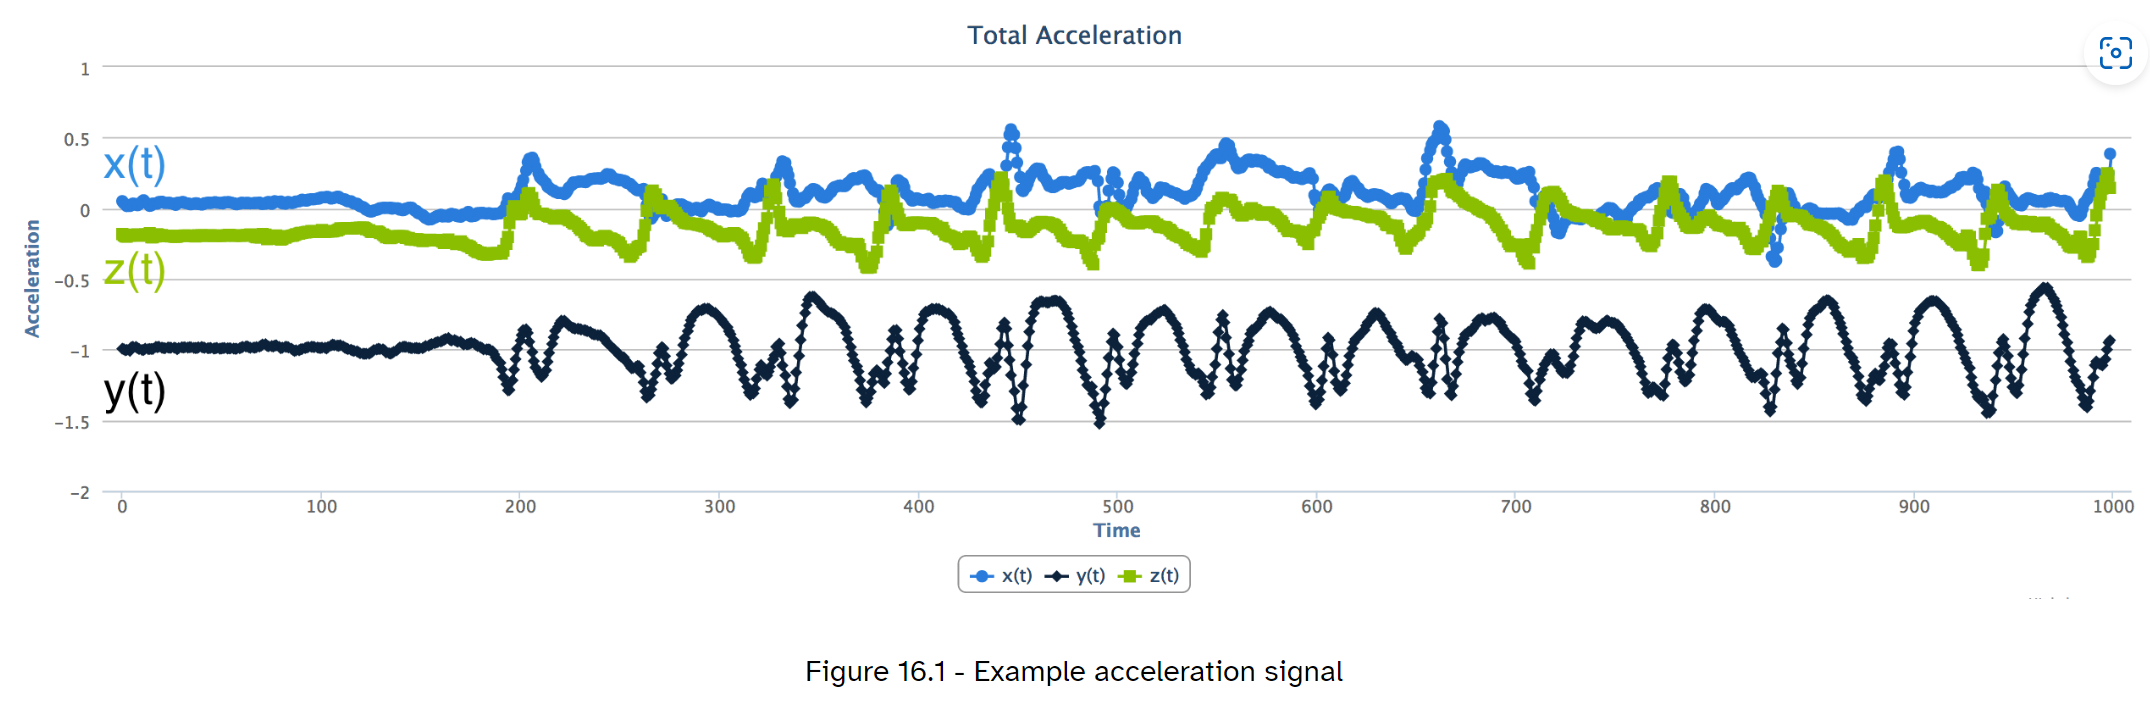 Total Acceleration
1
0.5
x(t)
0
Acceleration
z(t)
−0.5
−1
y(t)
−1.5
−2
0 100 200 300 400 500 600 700 800 900 1000
Time
x(t) y(t) z(t)
Figure 16.1 - Example acceleration signal